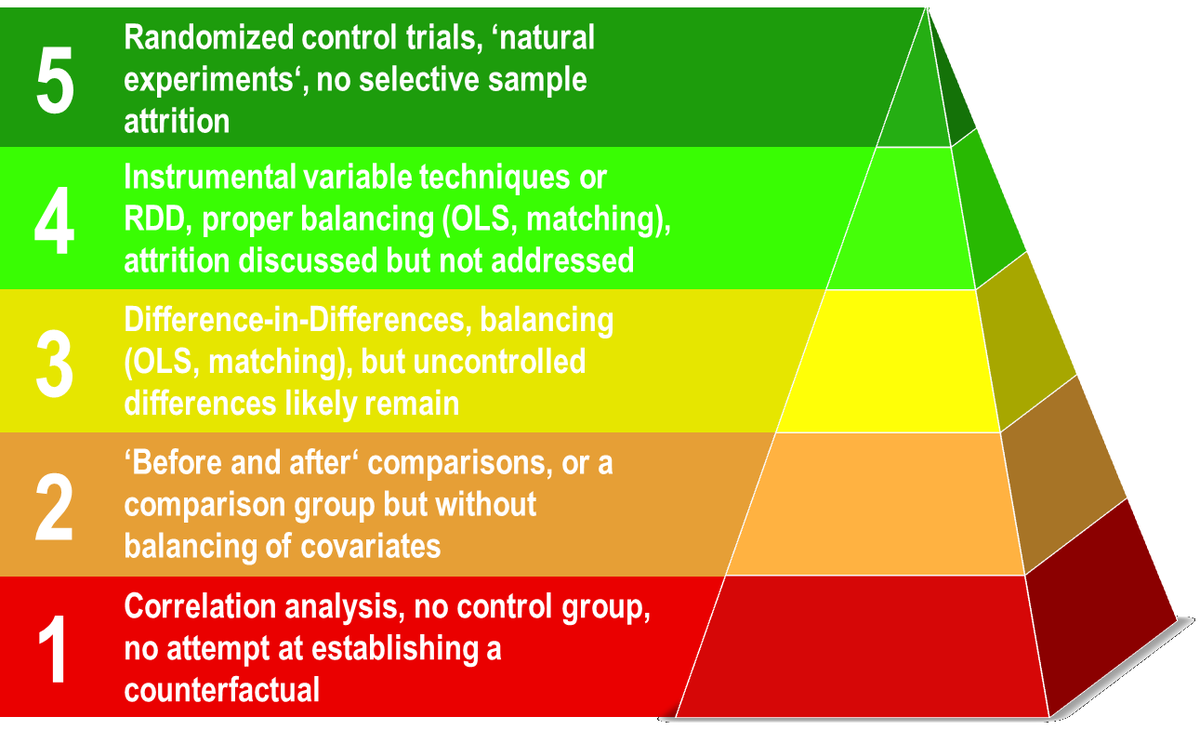 5
Randomized control trials, ‘natural
experiments‘, no selective sample
attrition
4
Instrumental variable techniques or
RDD, proper balancing (OLS, matching),
attrition discussed but not addressed
3
Difference-in-Differences, balancing
(OLS, matching), but uncontrolled
differences likely remain
2
‘Before and after‘ comparisons, or a
comparison group but without
balancing of covariates
1
Correlation analysis, no control group,
no attempt at establishing a
counterfactual